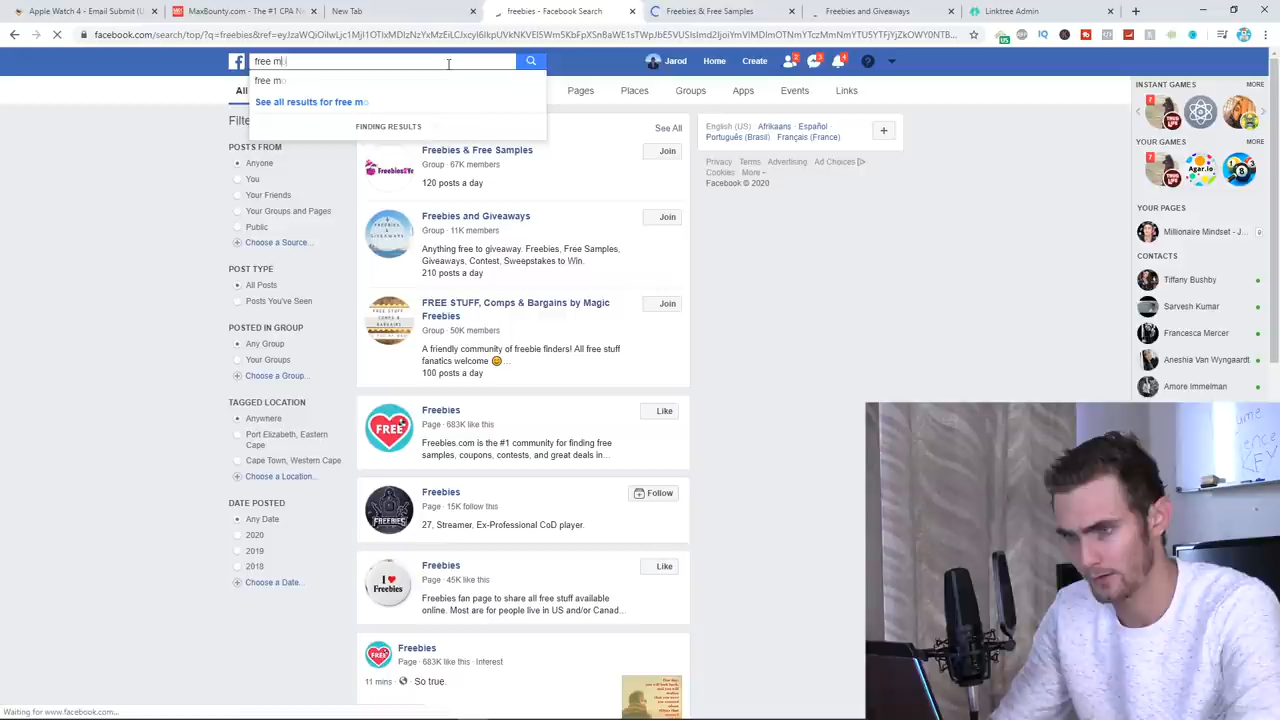 Apple Watch 4 - Email Submit (U
MaxBounty.com - The #1 CPA Ne
New Tab
freebies - Facebook Search
Freebies & Free Samples
Freebies and Giveaways
Linktree Admin
free m
Jarod
Home
Create
free mo
See all results for free mo
FINDING RESULTS
All
Pages
Places
Groups
Apps
Events
Links
Filte
POSTS FROM
Anyone
You
Your Friends
Your Groups and Pages
Public
Choose a Source...
POST TYPE
All Posts
Posts You've Seen
POSTED IN GROUP
Any Group
Your Groups
Choose a Group...
TAGGED LOCATION
Anywhere
Port Elizabeth, Eastern
Cape
Cape Town, Western Cape
Choose a Location...
DATE POSTED
Any Date
2020
2019
2018
Choose a Date...
See All
Freebies & Free Samples
Join
Group · 67K members
120 posts a day
Freebies and Giveaways
Join
Group · 11K members
Anything free to giveaway. Freebies, Free Samples,
Giveaways, Contest, Sweepstakes to Win.
210 posts a day
FREE STUFF, Comps & Bargains by Magic
Freebies
Join
Group · 50K members
A friendly community of freebie finders! All free stuff
fanatics welcome 😀...
100 posts a day
FREE
Freebies
Like
Page · 683K like this
Freebies.com is the #1 community for finding free
samples, coupons, contests, and great deals in...
FREEBIES
Freebies
Follow
Page · 15K follow this
27, Streamer, Ex-Professional CoD player.
I ♥
Freebies
Freebies
Like
Page · 45K like this
Freebies fan page to share all free stuff available
online. Most are for people live in US and/or Canad...
FREE
Freebies
Page · 683K like this · Interest
11 mins ·
So true.
English (US) · Afrikaans · Español ·
Português (Brasil) · Français (France)
Privacy · Terms · Advertising · Ad Choices
Cookies · More
Facebook © 2020
INSTANT GAMES
MORE
YOUR GAMES
MORE
Agar.io
YOUR PAGES
Millionaire Mindset - J...
CONTACTS
Tiffany Bushby
Sarvesh Kumar
Francesca Mercer
Aneshia Van Wyngaardt
Amore Immelman
Waiting for www.facebook.com...